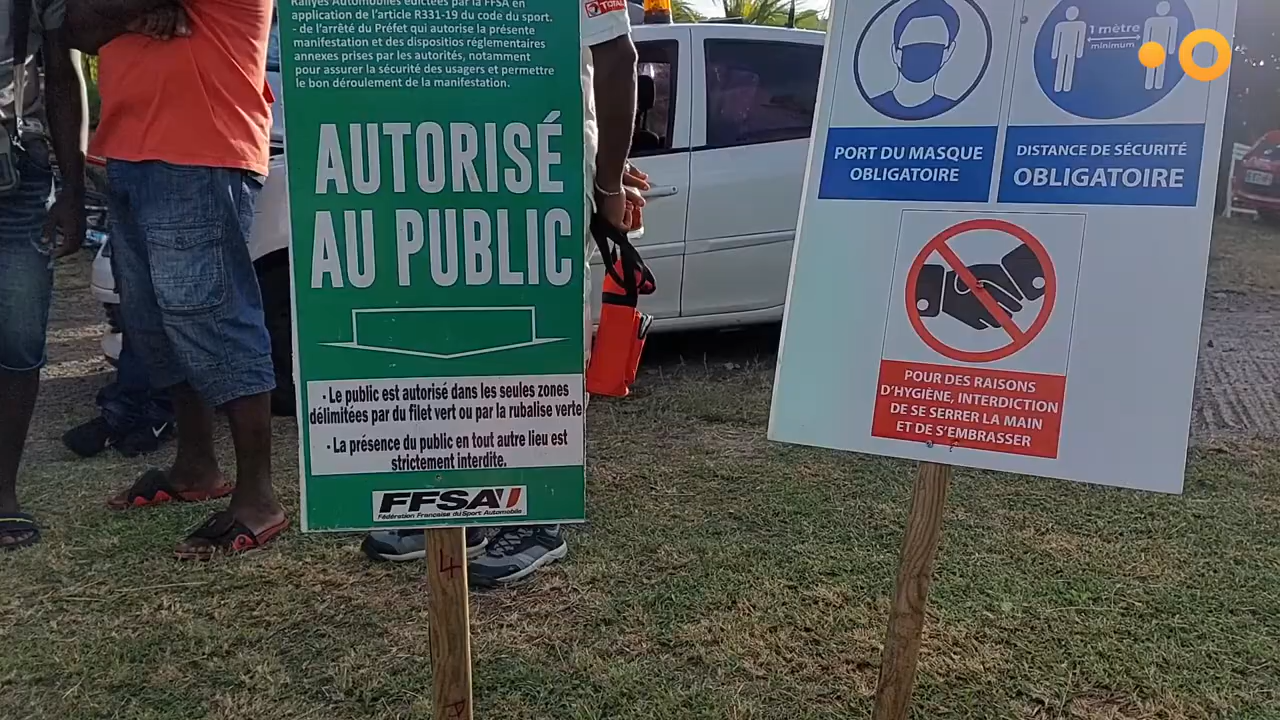 Rallyes Automobiles édictées par la FFSA en
application de l'article R331-19 du code du sport.
- de l'arrêté du Préfet qui autorise la présente
manifestation et des dispositios réglementaires
annexes prises par les autorités, notamment
pour assurer la sécurité des usagers et permettre
le bon déroulement de la manifestation.
AUTORISÉ
AU PUBLIC
- Le public est autorisé dans les seules zones
délimitées par du filet vert ou par la rubalise verte
- La présence du public en tout autre lieu est
strictement interdite.
FFSA
Fédération Française du Sport Automobile
4
TOTAL
1 mètre
minimum
PORT DU MASQUE
OBLIGATOIRE
DISTANCE DE SÉCURITÉ
OBLIGATOIRE
POUR DES RAISONS
D'HYGIÈNE, INTERDICTION
DE SE SERRER LA MAIN
ET DE S'EMBRASSER